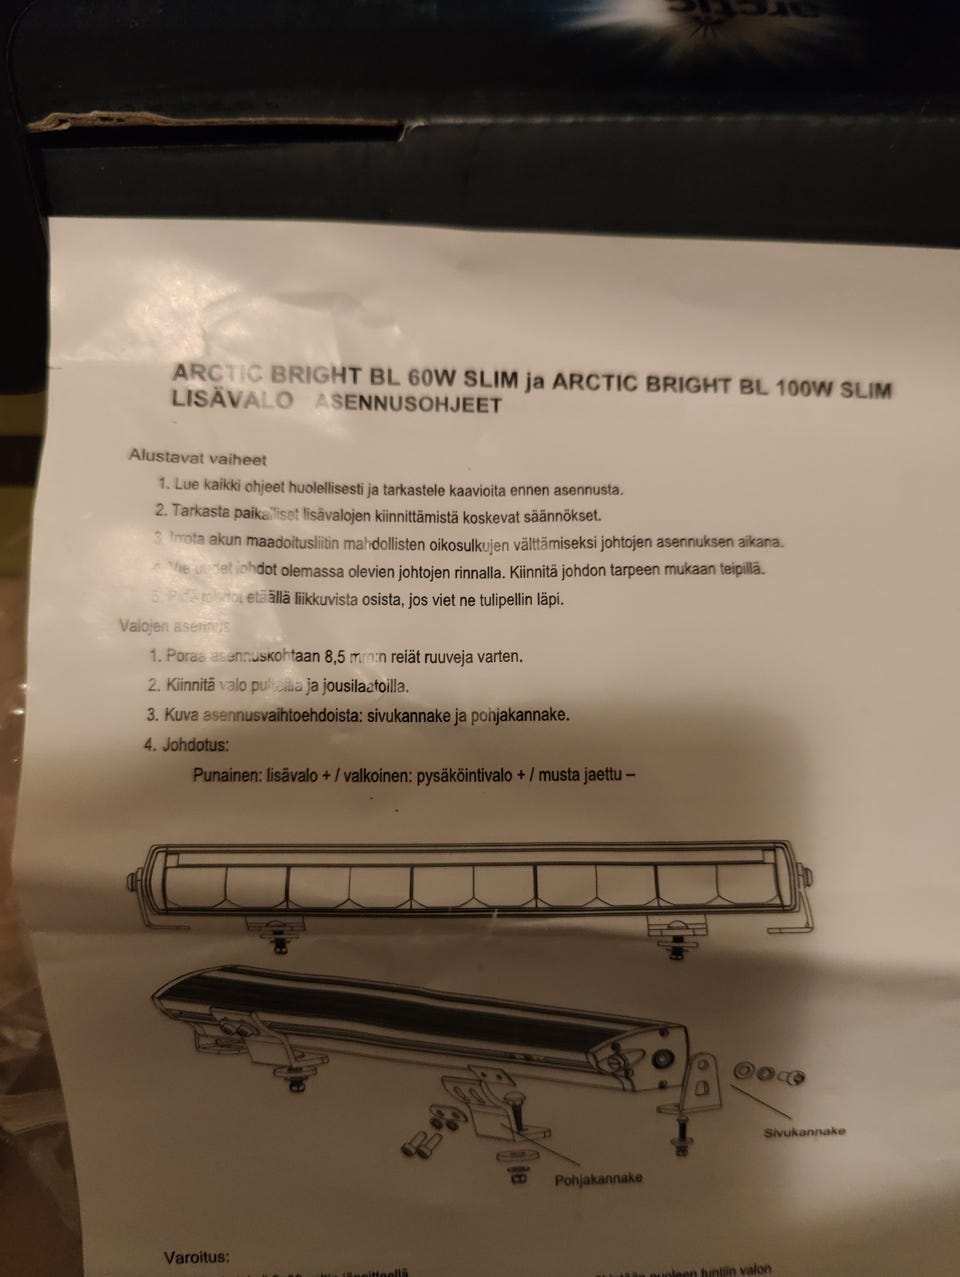 arctic
ARCTIC BRIGHT BL 60W SLIM ja ARCTIC BRIGHT BL 100W SLIM
LISÄVALO ASENNUSOHJEET
Alustavat vaiheet
1. Lue kaikki ohjeet huolellisesti ja tarkastele kaavioita ennen asennusta.
2. Tarkasta paikalliset lisävalojen kiinnittämistä koskevat säännökset.
3. Irrota akun maadoitusliitin mahdollisten oikosulkujen välttämiseksi johtojen asennuksen aikana.
4. Vie uudet johdot olemassa olevien johtojen rinnalla. Kiinnitä johdon tarpeen mukaan teipillä.
5. Pidä johdot etäällä liikkuvista osista, jos viet ne tulipellin läpi.
Valojen asennus
1. Poraa asennuskohtaan 8,5 mm:n reiät ruuveja varten.
2. Kiinnitä valo pulteilla ja jousilaatoilla.
3. Kuva asennusvaihtoehdoista: sivukannake ja pohjakannake.
4. Johdotus:
Punainen: lisävalo + / valkoinen: pysäköintivalo + / musta jaettu –
Sivukannake
Pohjakannake
Varoitus: